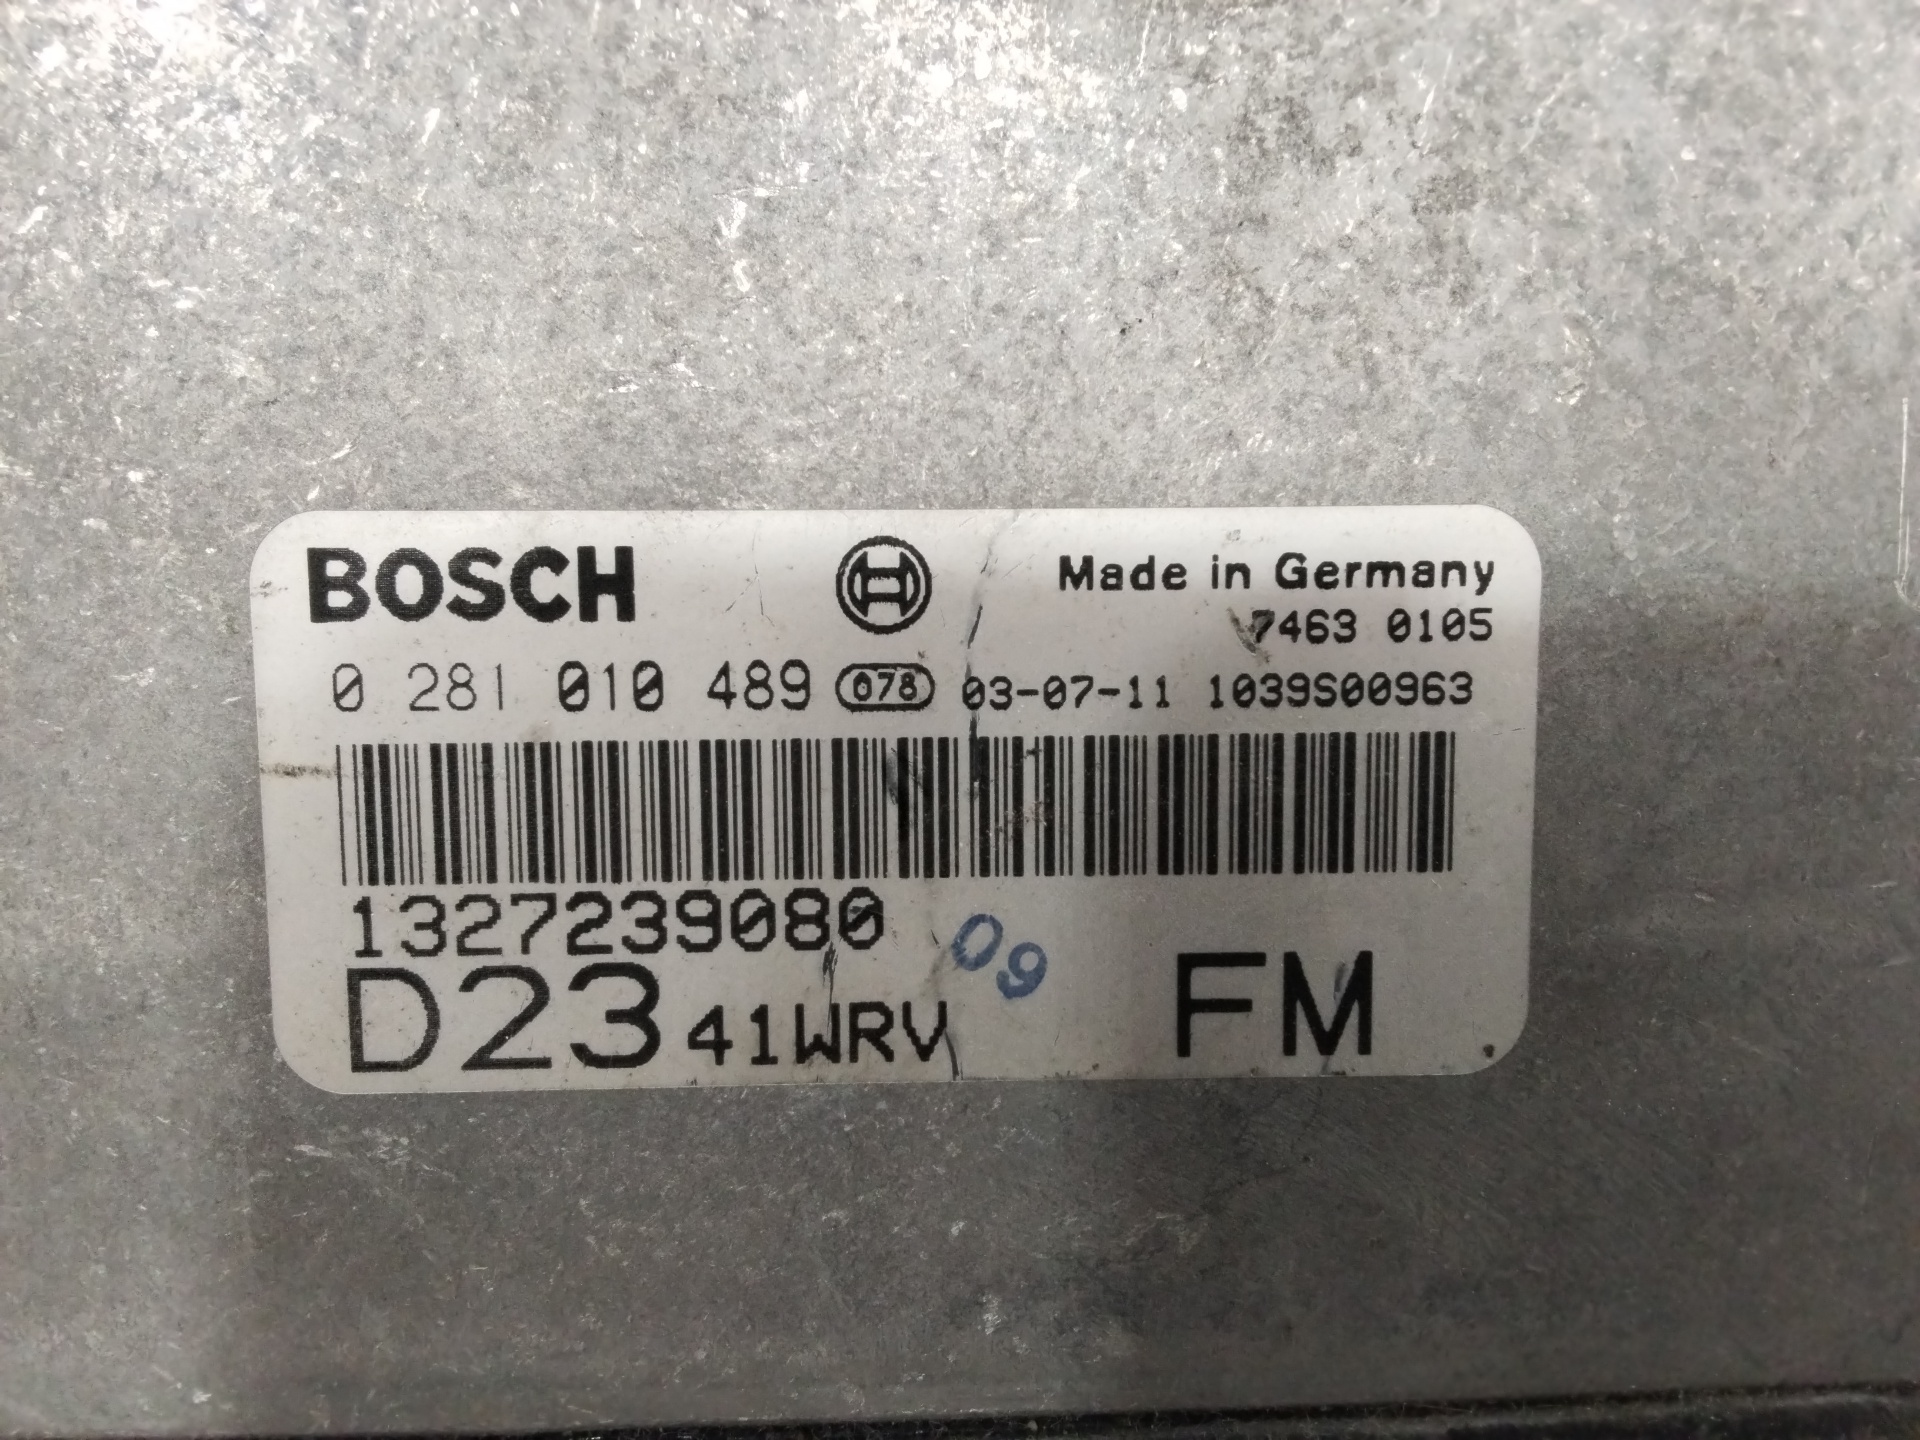 BOSCH
Made in Germany
7463 0105
0 281 010 489 078 03-07-11 1039S00963
1327239080
09
D23 41WRV FM